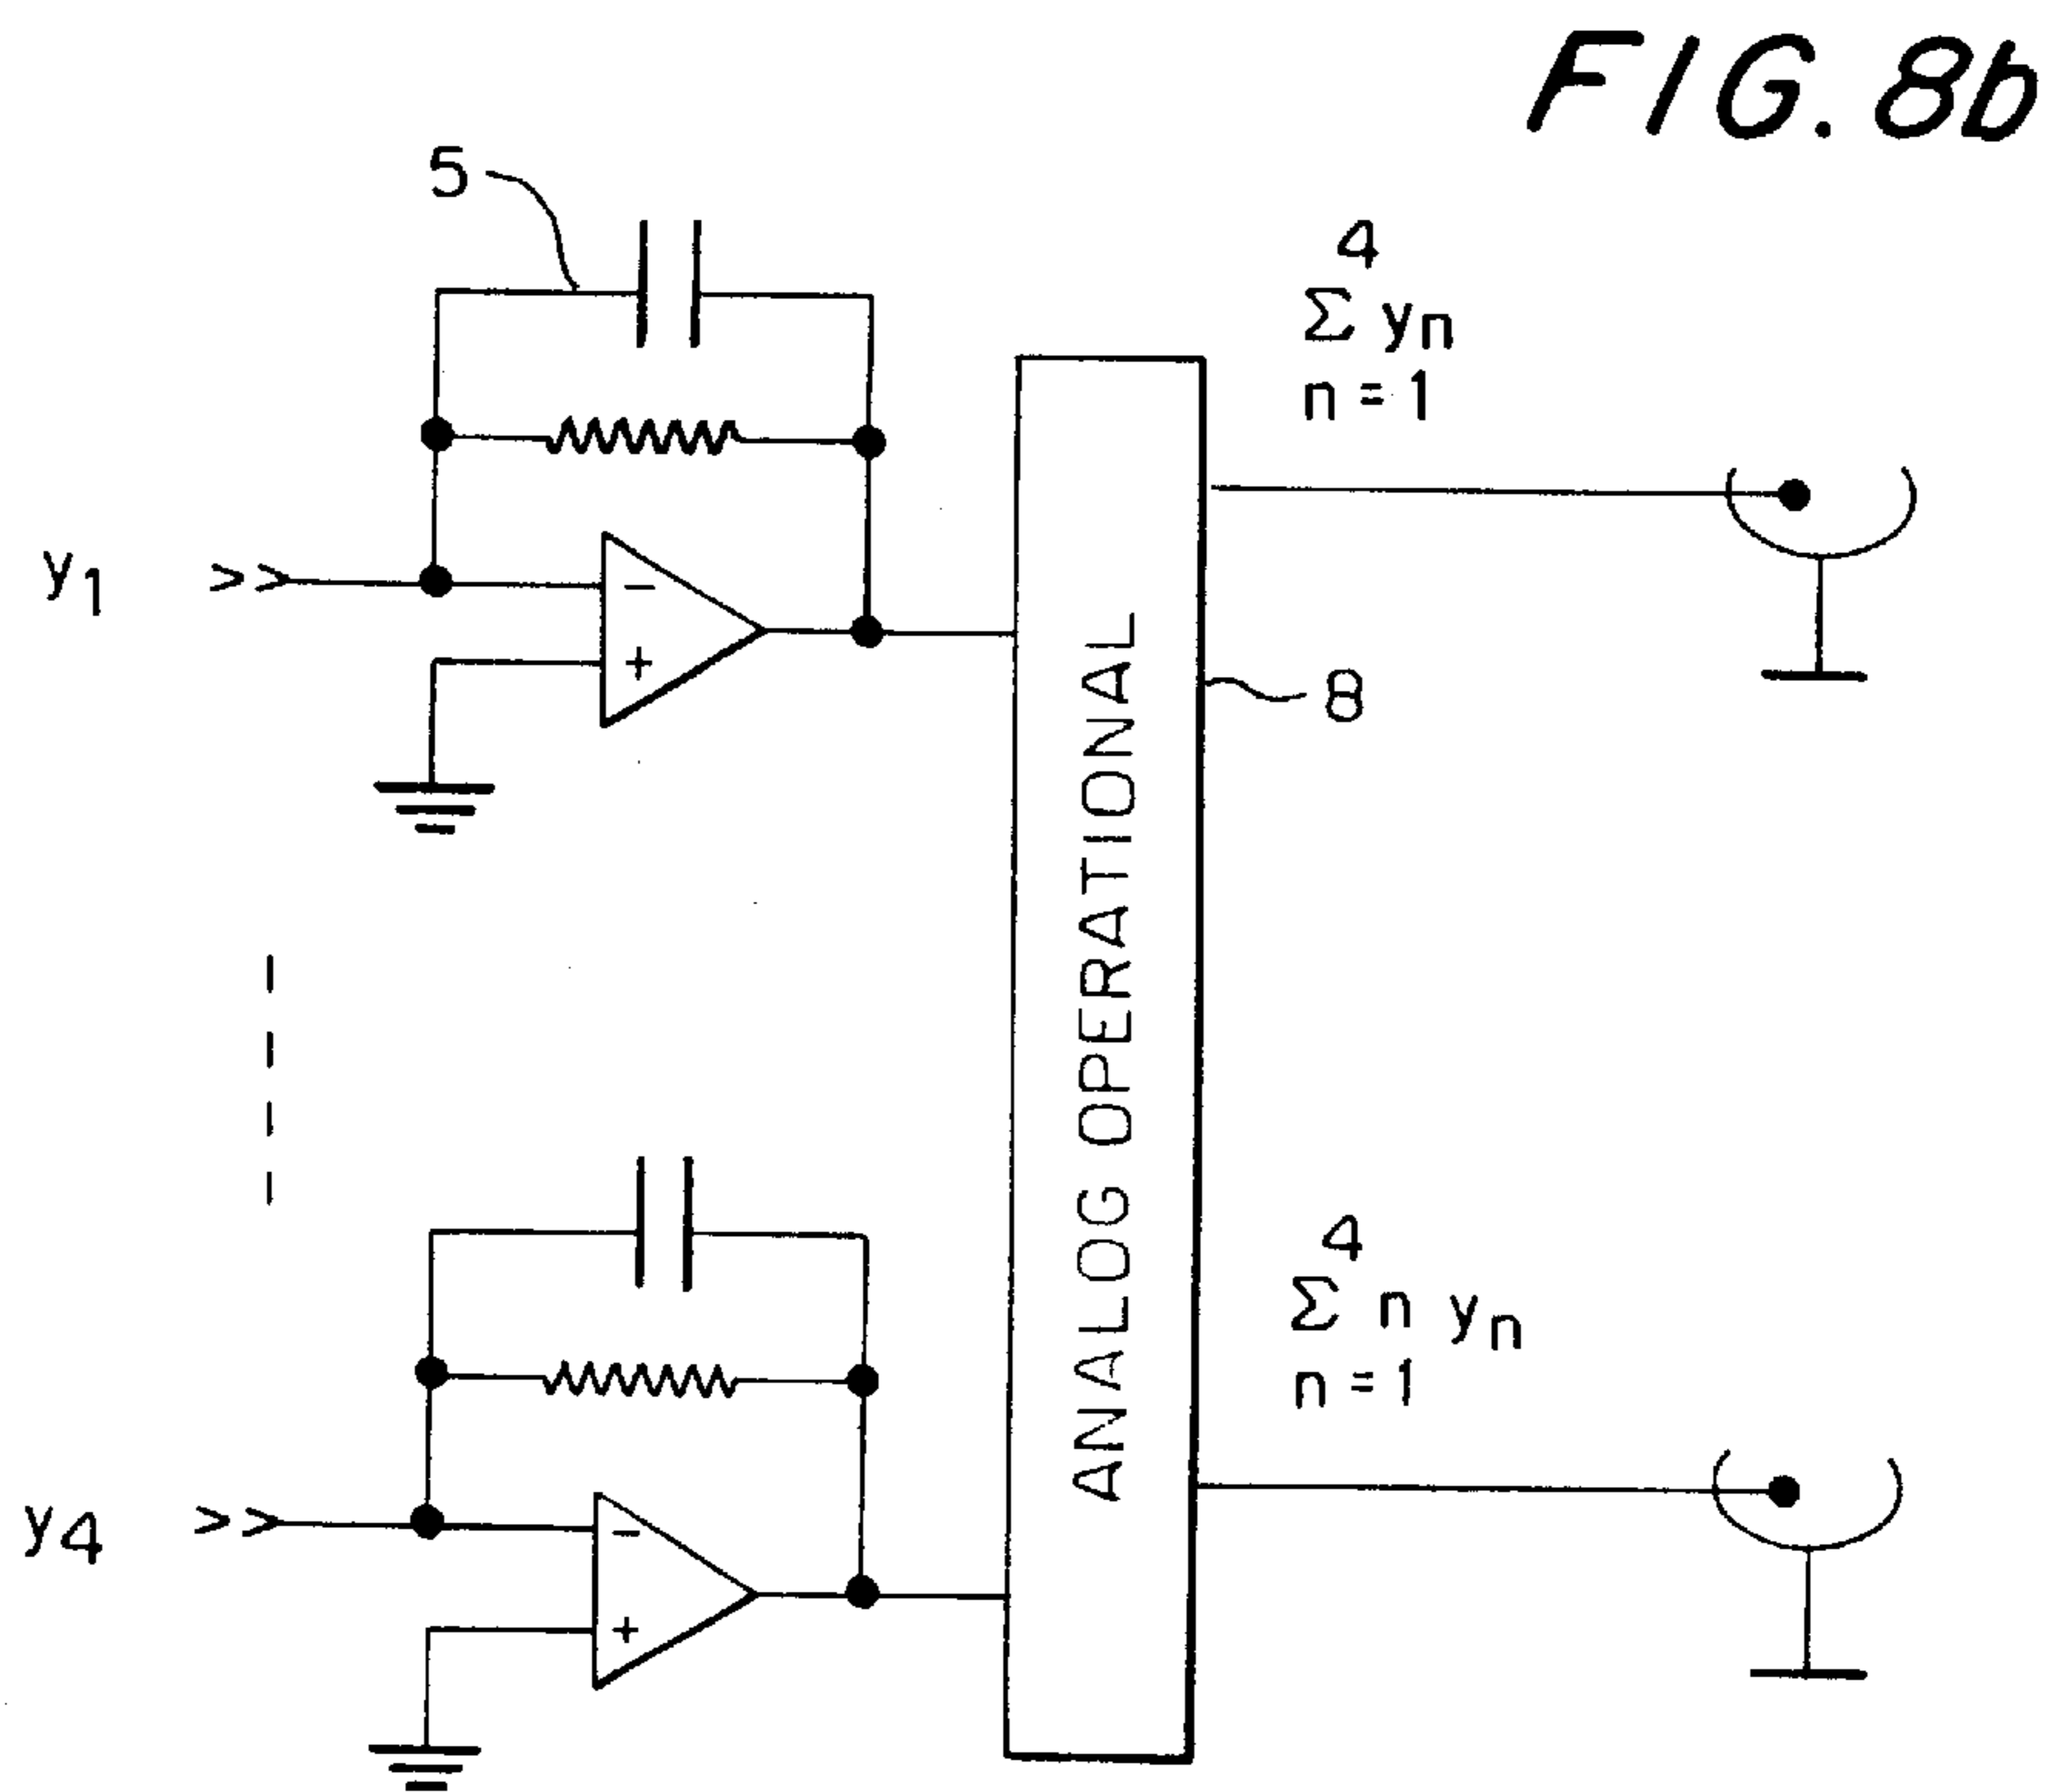 FIG. 8b
5
4
Σ yn
n = 1
y1
−
+
8
ANALOG OPERATIONAL
4
Σ n yn
n = 1
y4
−
+